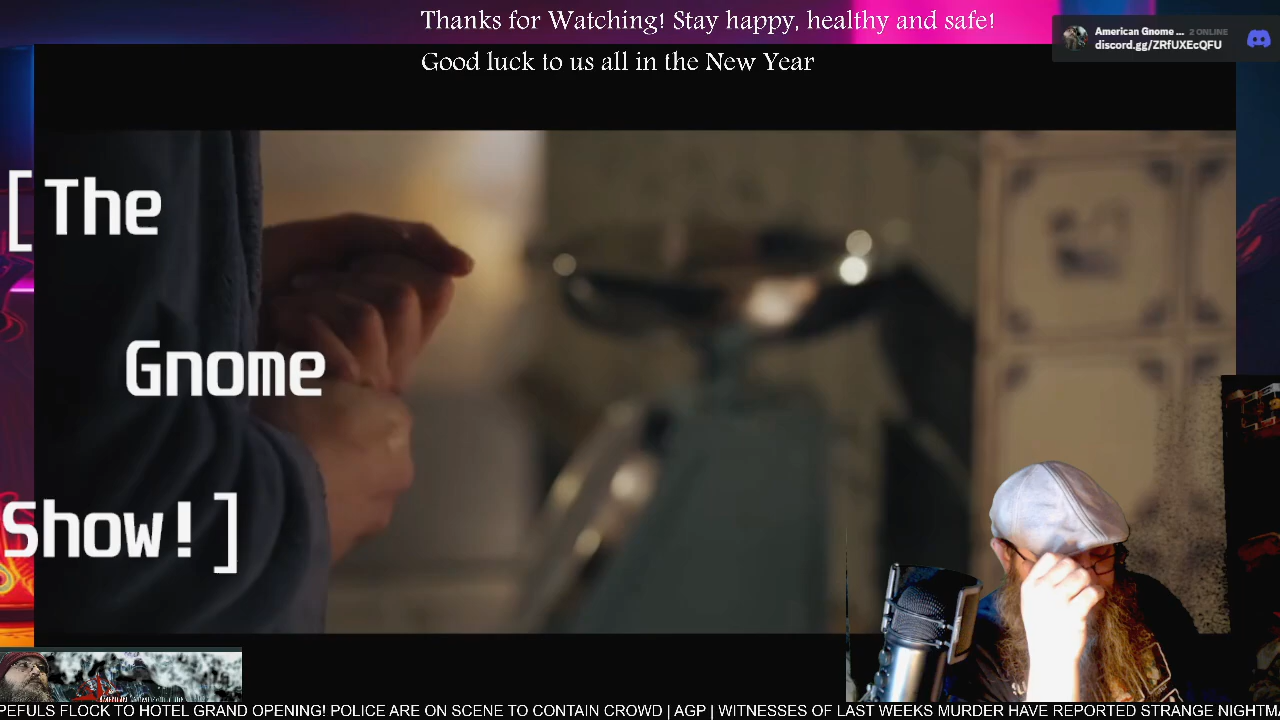 Thanks for Watching! Stay happy, healthy and safe!
Good luck to us all in the New Year
American Gnome ... 2 ONLINE
discord.gg/ZRfUXEcQFU
[The
Gnome
Show!]
PEFULS FLOCK TO HOTEL GRAND OPENING! POLICE ARE ON SCENE TO CONTAIN CROWD | AGP | WITNESSES OF LAST WEEKS MURDER HAVE REPORTED STRANGE NIGHTM